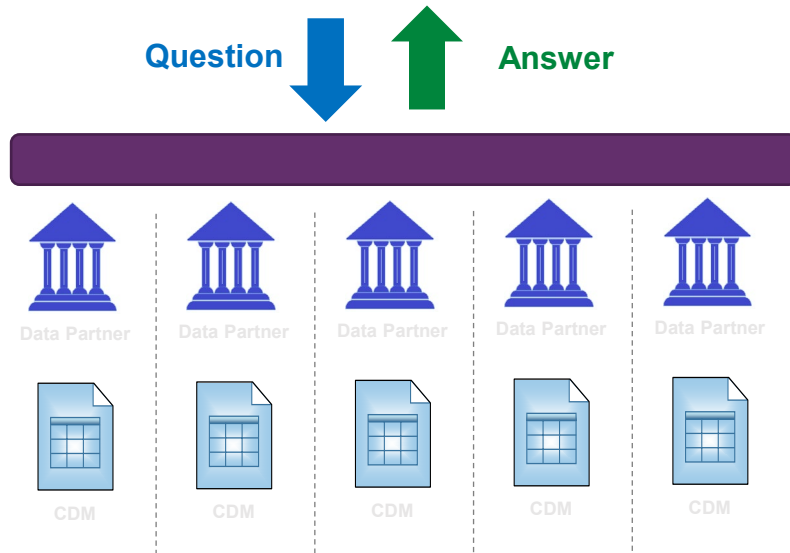 Question
Answer
Data Partner
Data Partner
Data Partner
Data Partner
Data Partner
CDM
CDM
CDM
CDM
CDM